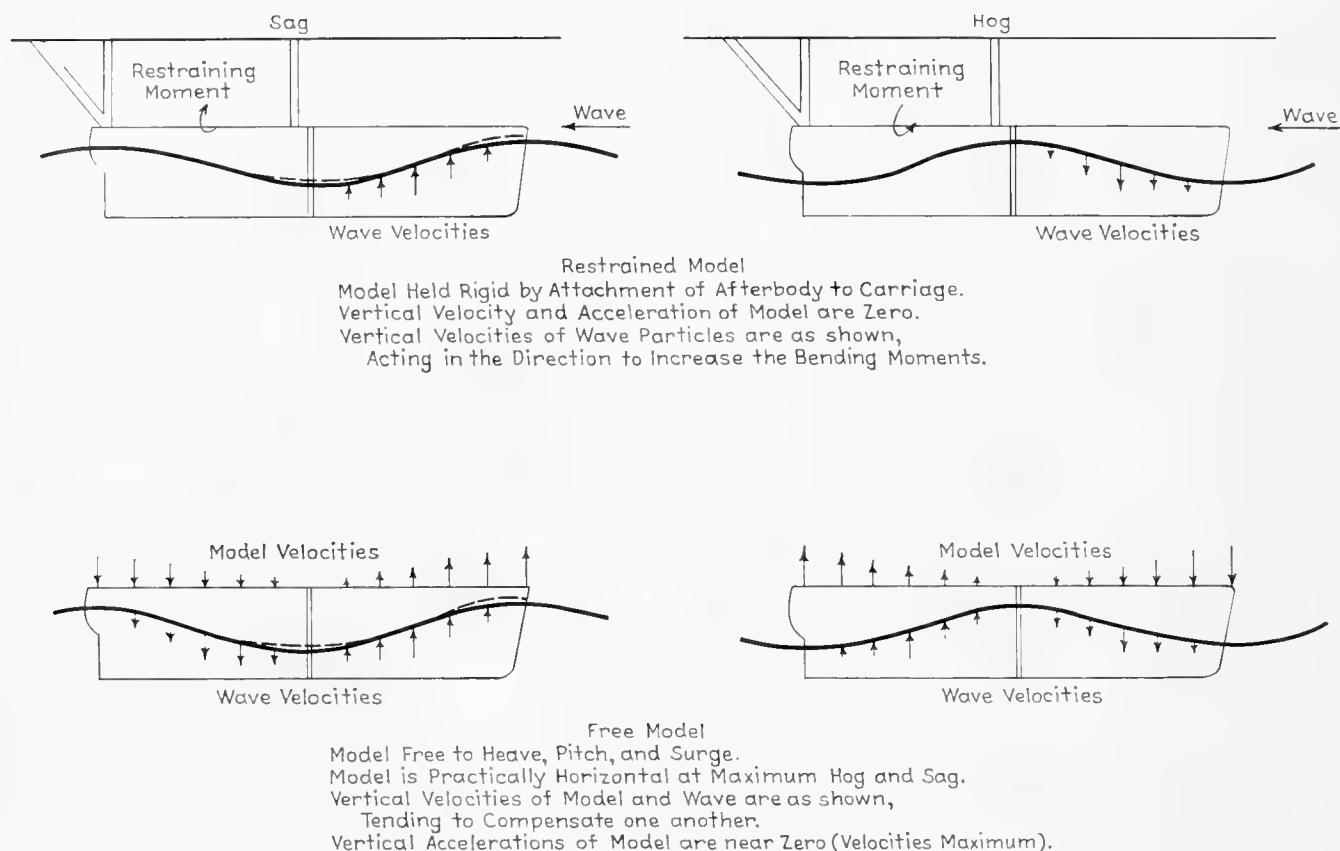 Sag
Hog
Restraining
Moment
Wave
Restraining
Moment
Wave
Wave Velocities
Wave Velocities
Restrained Model
Model Held Rigid by Attachment of Afterbody to Carriage.
Vertical Velocity and Acceleration of Model are Zero.
Vertical Velocities of Wave Particles are as shown,
Acting in the Direction to Increase the Bending Moments.
Model Velocities
Model Velocities
Wave Velocities
Wave Velocities
Free Model
Model Free to Heave, Pitch, and Surge.
Model is Practically Horizontal at Maximum Hog and Sag.
Vertical Velocities of Model and Wave are as shown,
Tending to Compensate one another.
Vertical Accelerations of Model are near Zero (Velocities Maximum).